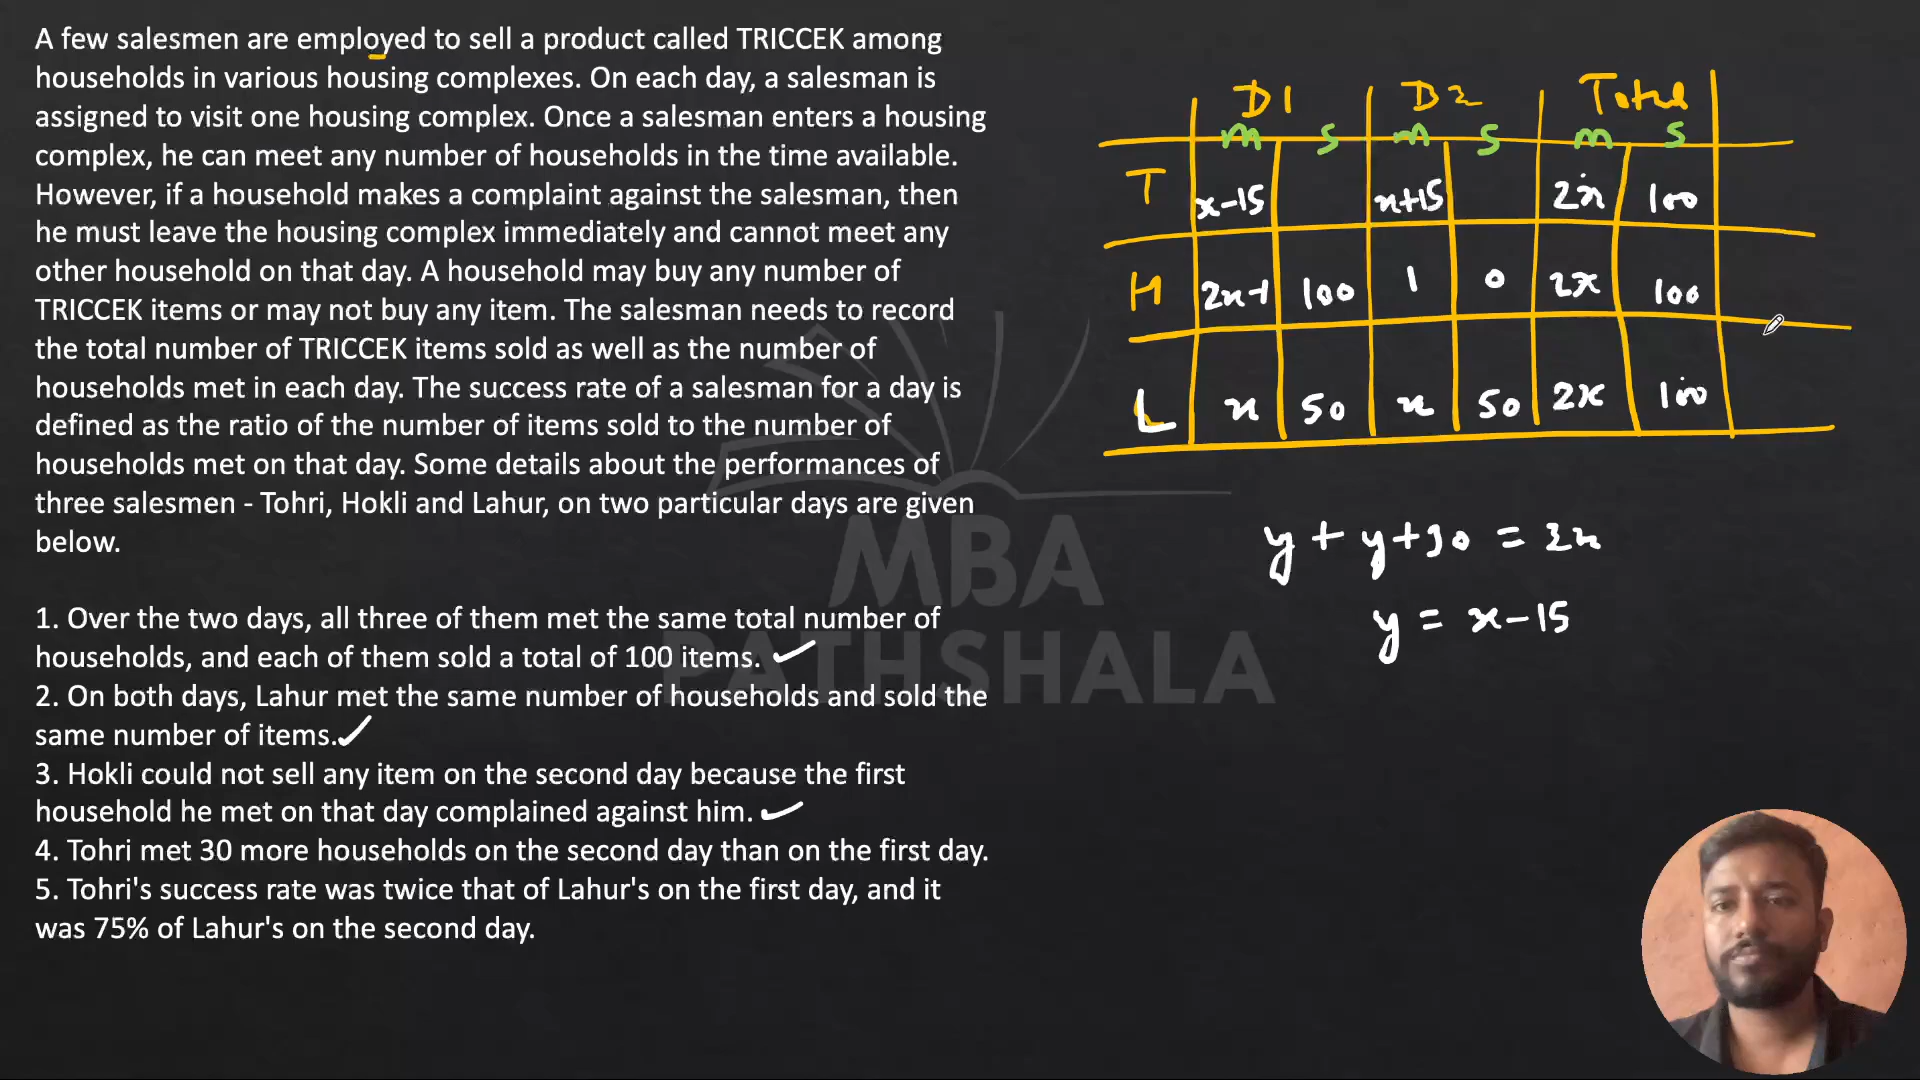 A few salesmen are employed to sell a product called TRICCEK among
households in various housing complexes. On each day, a salesman is
assigned to visit one housing complex. Once a salesman enters a housing
complex, he can meet any number of households in the time available.
However, if a household makes a complaint against the salesman, then
he must leave the housing complex immediately and cannot meet any
other household on that day. A household may buy any number of
TRICCEK items or may not buy any item. The salesman needs to record
the total number of TRICCEK items sold as well as the number of
households met in each day. The success rate of a salesman for a day is
defined as the ratio of the number of items sold to the number of
households met on that day. Some details about the performances of
three salesmen - Tohri, Hokli and Lahur, on two particular days are given
below.
1. Over the two days, all three of them met the same total number of
households, and each of them sold a total of 100 items.
2. On both days, Lahur met the same number of households and sold the
same number of items.
3. Hokli could not sell any item on the second day because the first
household he met on that day complained against him.
4. Tohri met 30 more households on the second day than on the first day.
5. Tohri's success rate was twice that of Lahur's on the first day, and it
was 75% of Lahur's on the second day.
D1 D2 Total
m s m s m s
T x-15 x+15 2x 100
H 2x-1 100 1 0 2x 100
L x 50 x 50 2x 100
y + y+30 = 2x
y = x-15
MBA
PATHSHALA